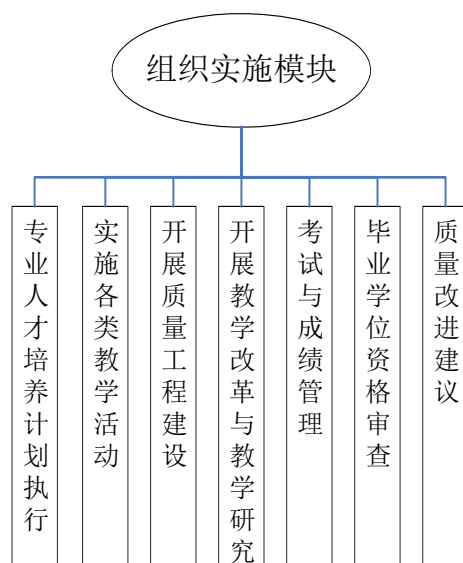 组织实施模块
专业人才培养计划执行
实施各类教学活动
开展质量工程建设
开展教学改革与教学研究
考试与成绩管理
毕业学位资格审查
质量改进建议